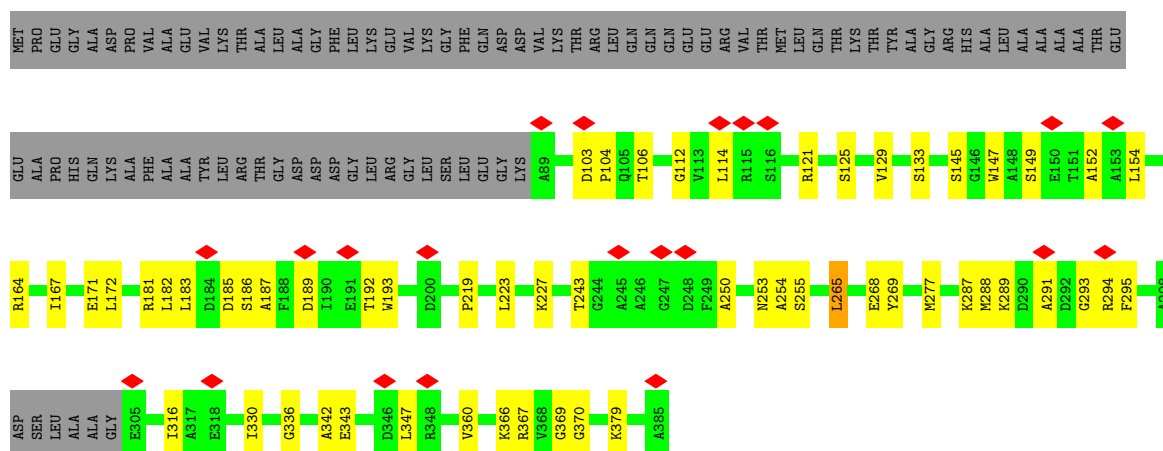 MET PRO GLU GLY ALA ASP PRO VAL ALA GLU VAL LYS THR ALA LEU ALA GLY PHE LEU LYS GLU VAL LYS GLY PHE GLN ASP ASP VAL LYS THR ARG LEU GLN GLN GLN GLU GLU ARG VAL THR MET LEU GLN THR LYS THR TYR ALA GLY ARG HIS ALA LEU ALA ALA ALA ALA THR GLU
GLU ALA PRO HIS GLN LYS ALA PHE ALA ALA TYR LEU ARG THR GLY ASP ASP ASP GLY LEU ARG GLY LEU SER LEU GLU GLY LYS A89 D103 P104 Q105 T106 G112 V113 L114 R115 S116 R121 S125 V129 S133 S145 G146 W147 A148 S149 E150 T151 A152 A153 L154
R164 I167 E171 L172 R181 L182 L183 D184 D185 S186 A187 F188 D189 I190 E191 T192 W193 D200 P219 L223 K227 T243 G244 A245 A246 G247 D248 F249 A250 N253 A254 S255 L265 E268 Y269 M277 K287 M288 K289 D290 A291 D292 G293 R294 F295
ASP SER LEU ALA ALA GLY E305 I316 A317 E318 I330 G336 A342 E343 D346 L347 R348 V360 K366 R367 V368 G369 G370 K379 A385